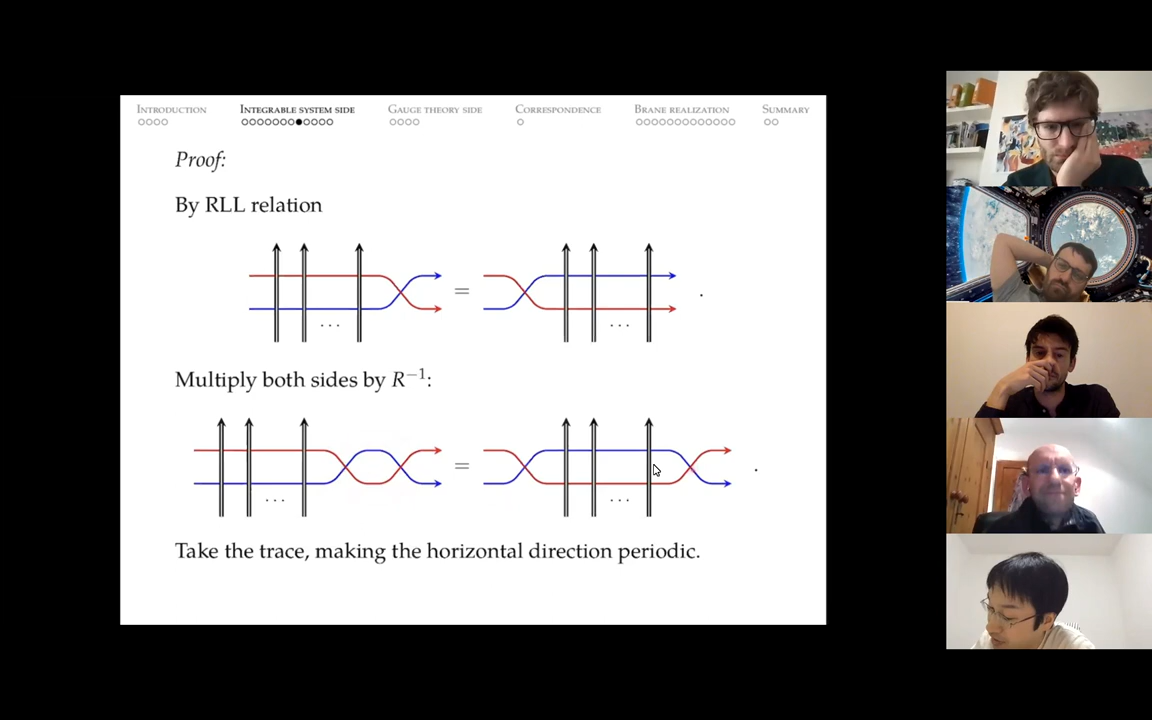 INTRODUCTION INTEGRABLE SYSTEM SIDE GAUGE THEORY SIDE CORRESPONDENCE BRANE REALIZATION SUMMARY
Proof:
By RLL relation
= .
...
...
Multiply both sides by R⁻¹:
= .
...
...
Take the trace, making the horizontal direction periodic.